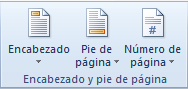 Encabezado Pie de Número de
página página
Encabezado y pie de página